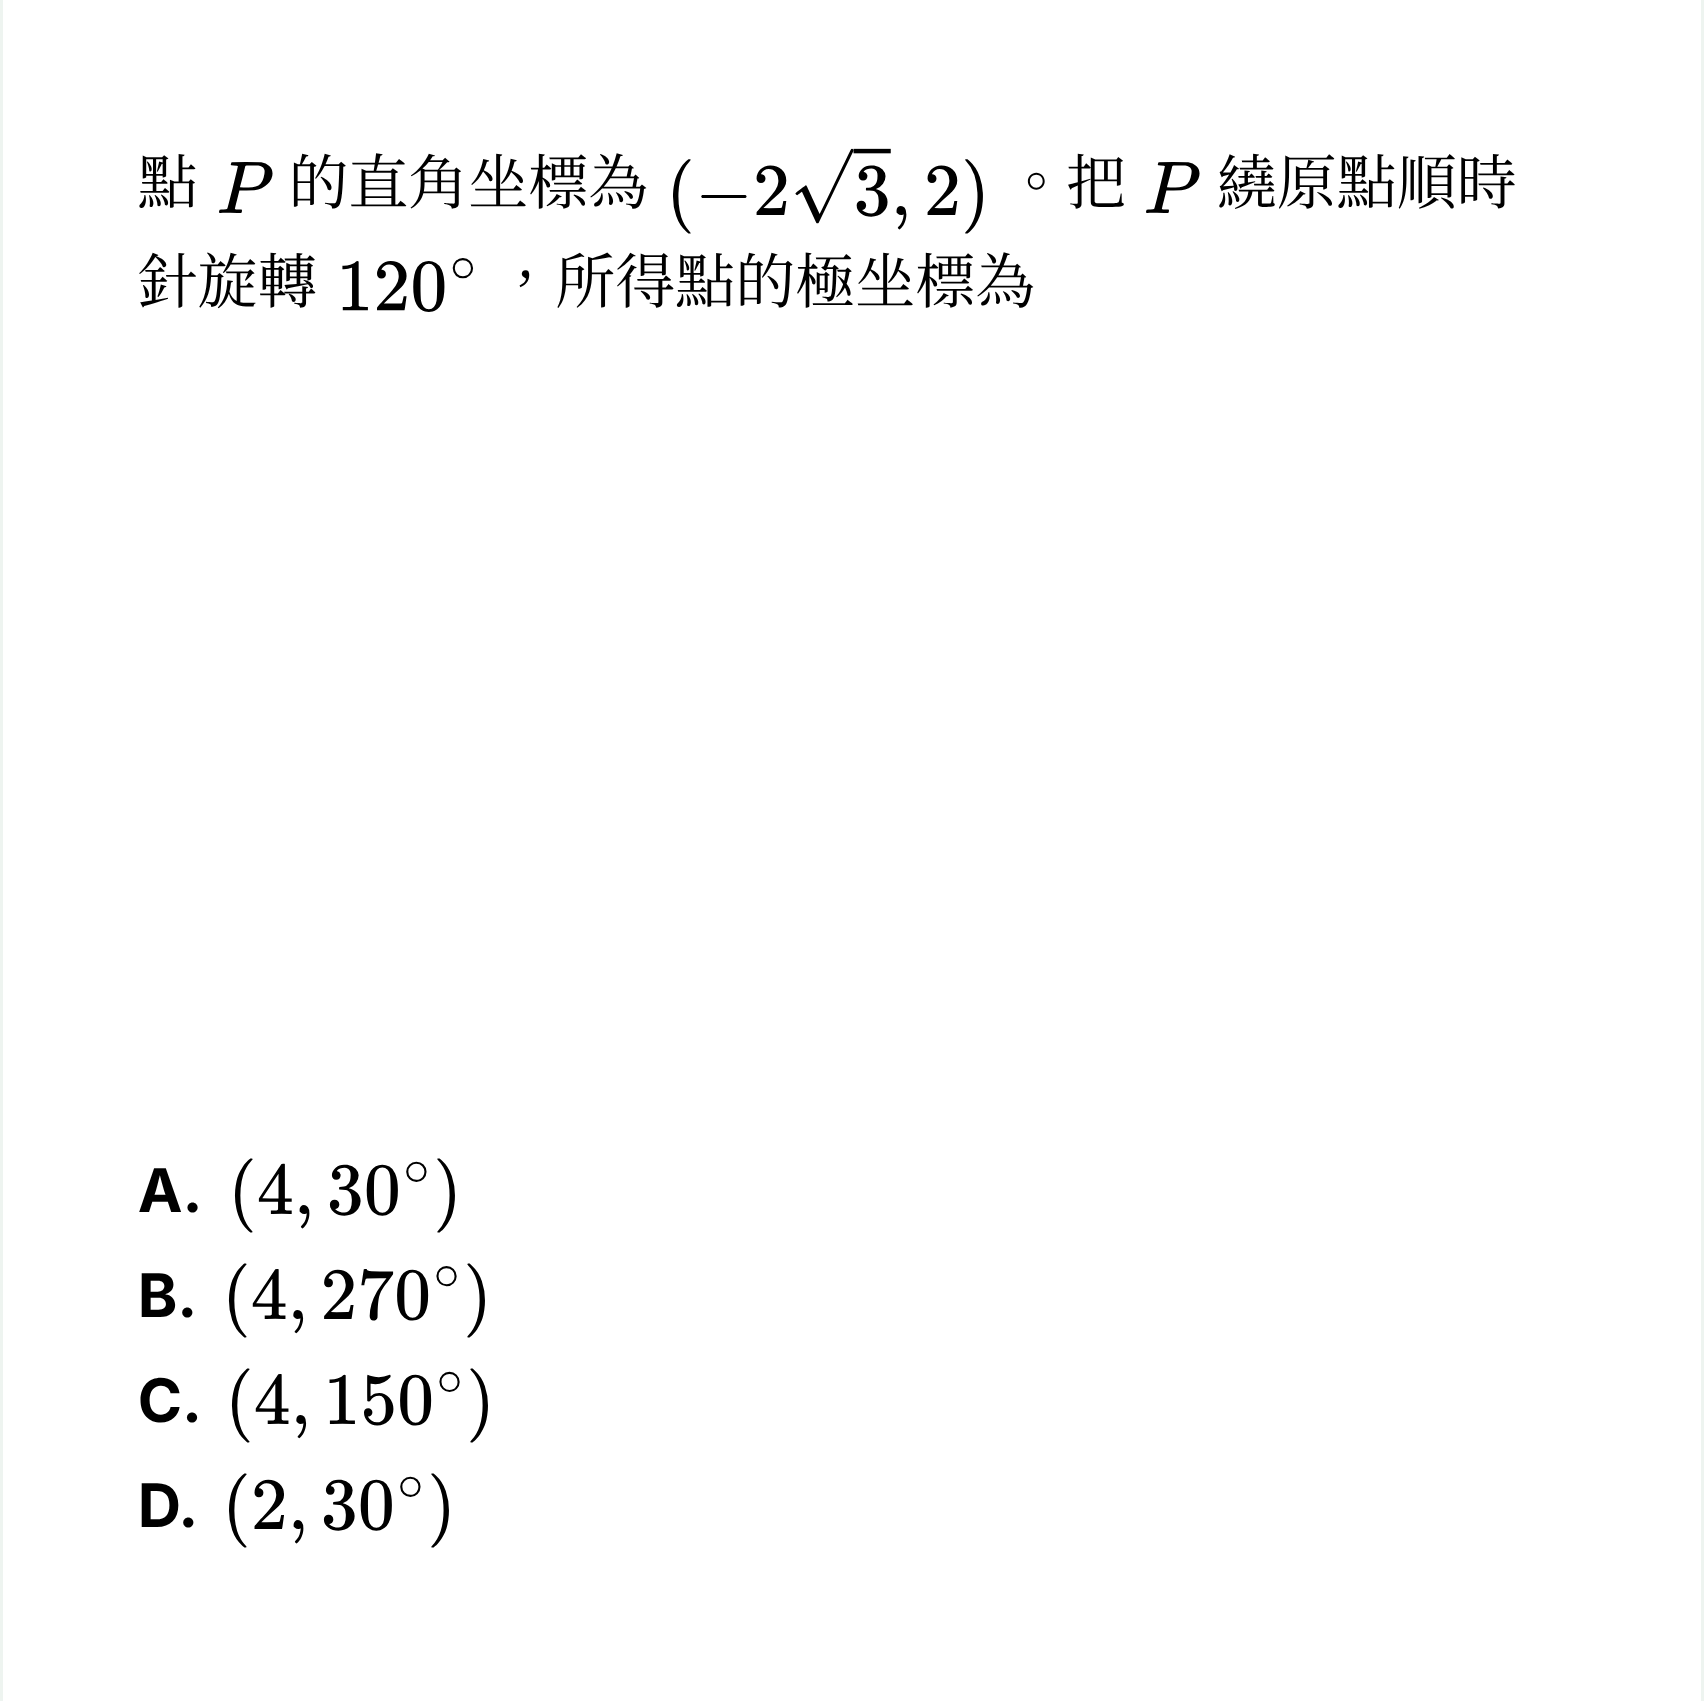 點 P 的直角坐標為 (−2√3, 2)。把 P 繞原點順時
針旋轉 120°，所得點的極坐標為
A. (4, 30°)
B. (4, 270°)
C. (4, 150°)
D. (2, 30°)